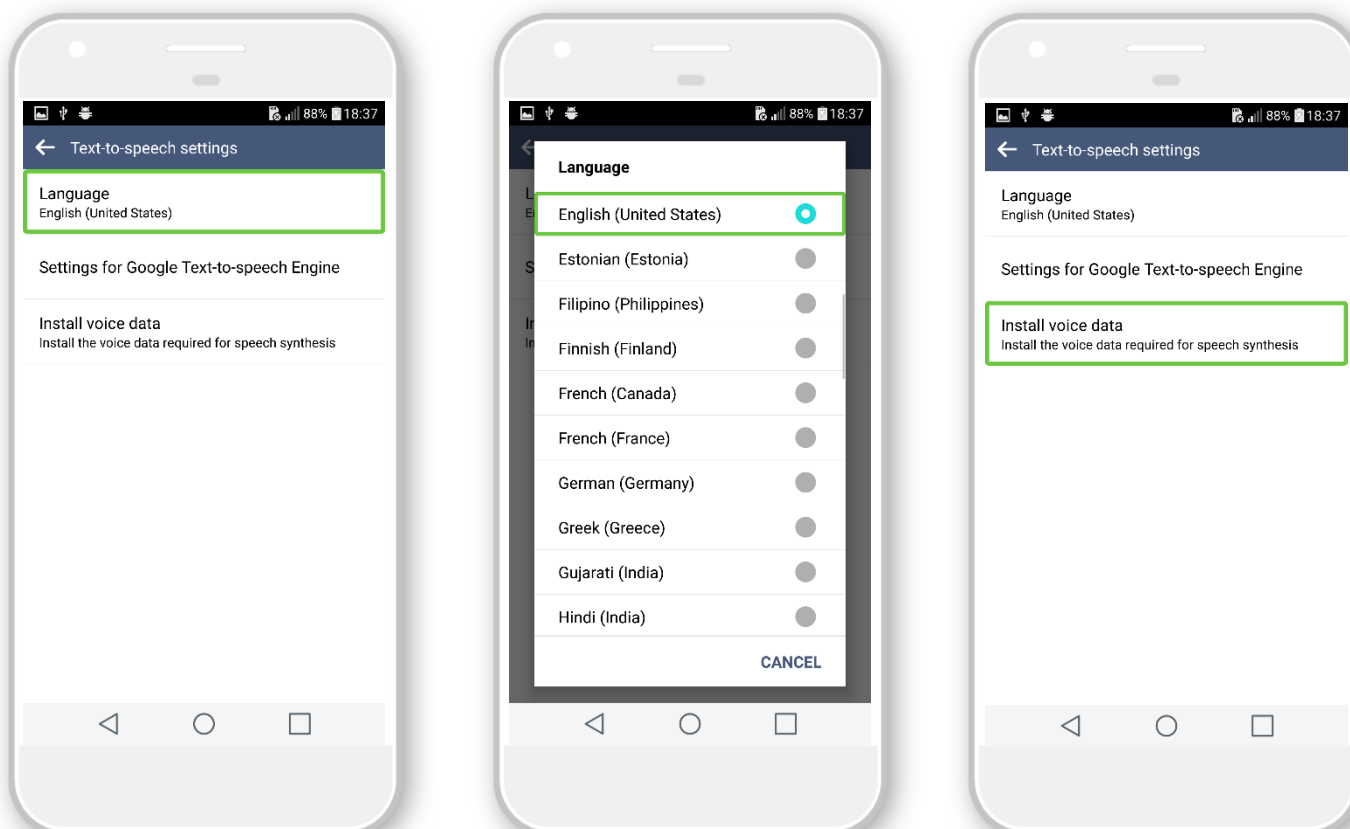 88% 18:37
Text-to-speech settings
Language
English (United States)
Settings for Google Text-to-speech Engine
Install voice data
Install the voice data required for speech synthesis
88% 18:37
Language
English (United States)
Estonian (Estonia)
Filipino (Philippines)
Finnish (Finland)
French (Canada)
French (France)
German (Germany)
Greek (Greece)
Gujarati (India)
Hindi (India)
CANCEL
88% 18:37
Text-to-speech settings
Language
English (United States)
Settings for Google Text-to-speech Engine
Install voice data
Install the voice data required for speech synthesis